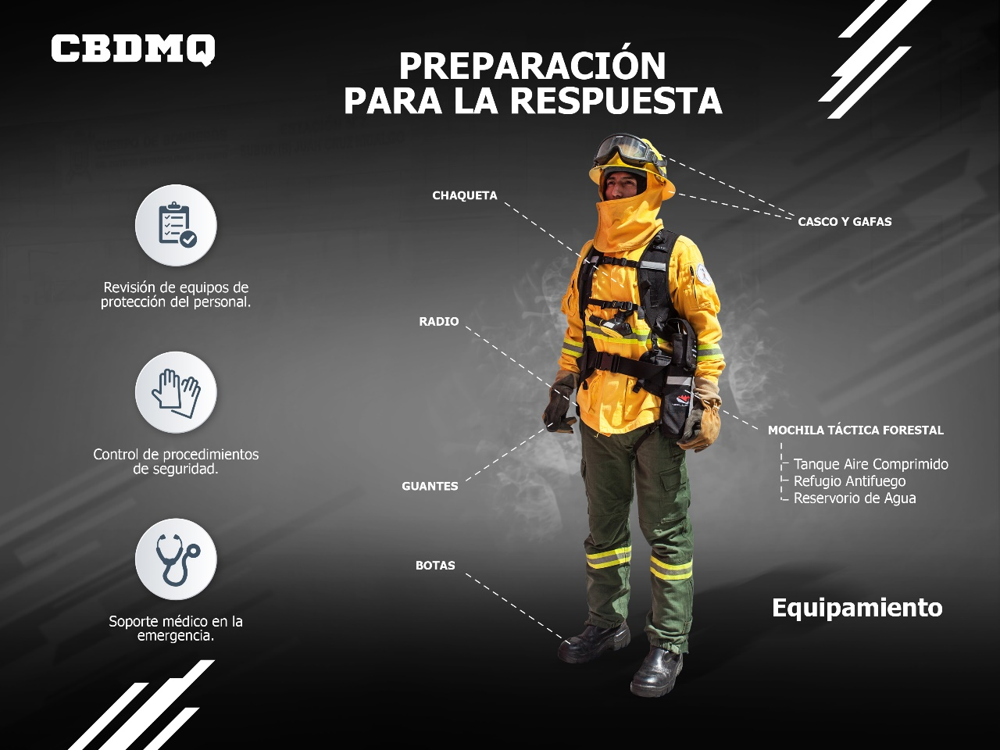 CBDMQ
PREPARACIÓN
PARA LA RESPUESTA
Revisión de equipos de
protección del personal.
Control de procedimientos
de seguridad.
Soporte médico en la
emergencia.
CHAQUETA
RADIO
GUANTES
BOTAS
CASCO Y GAFAS
MOCHILA TÁCTICA FORESTAL
Tanque Aire Comprimido
Refugio Antifuego
Reservorio de Agua
Equipamiento